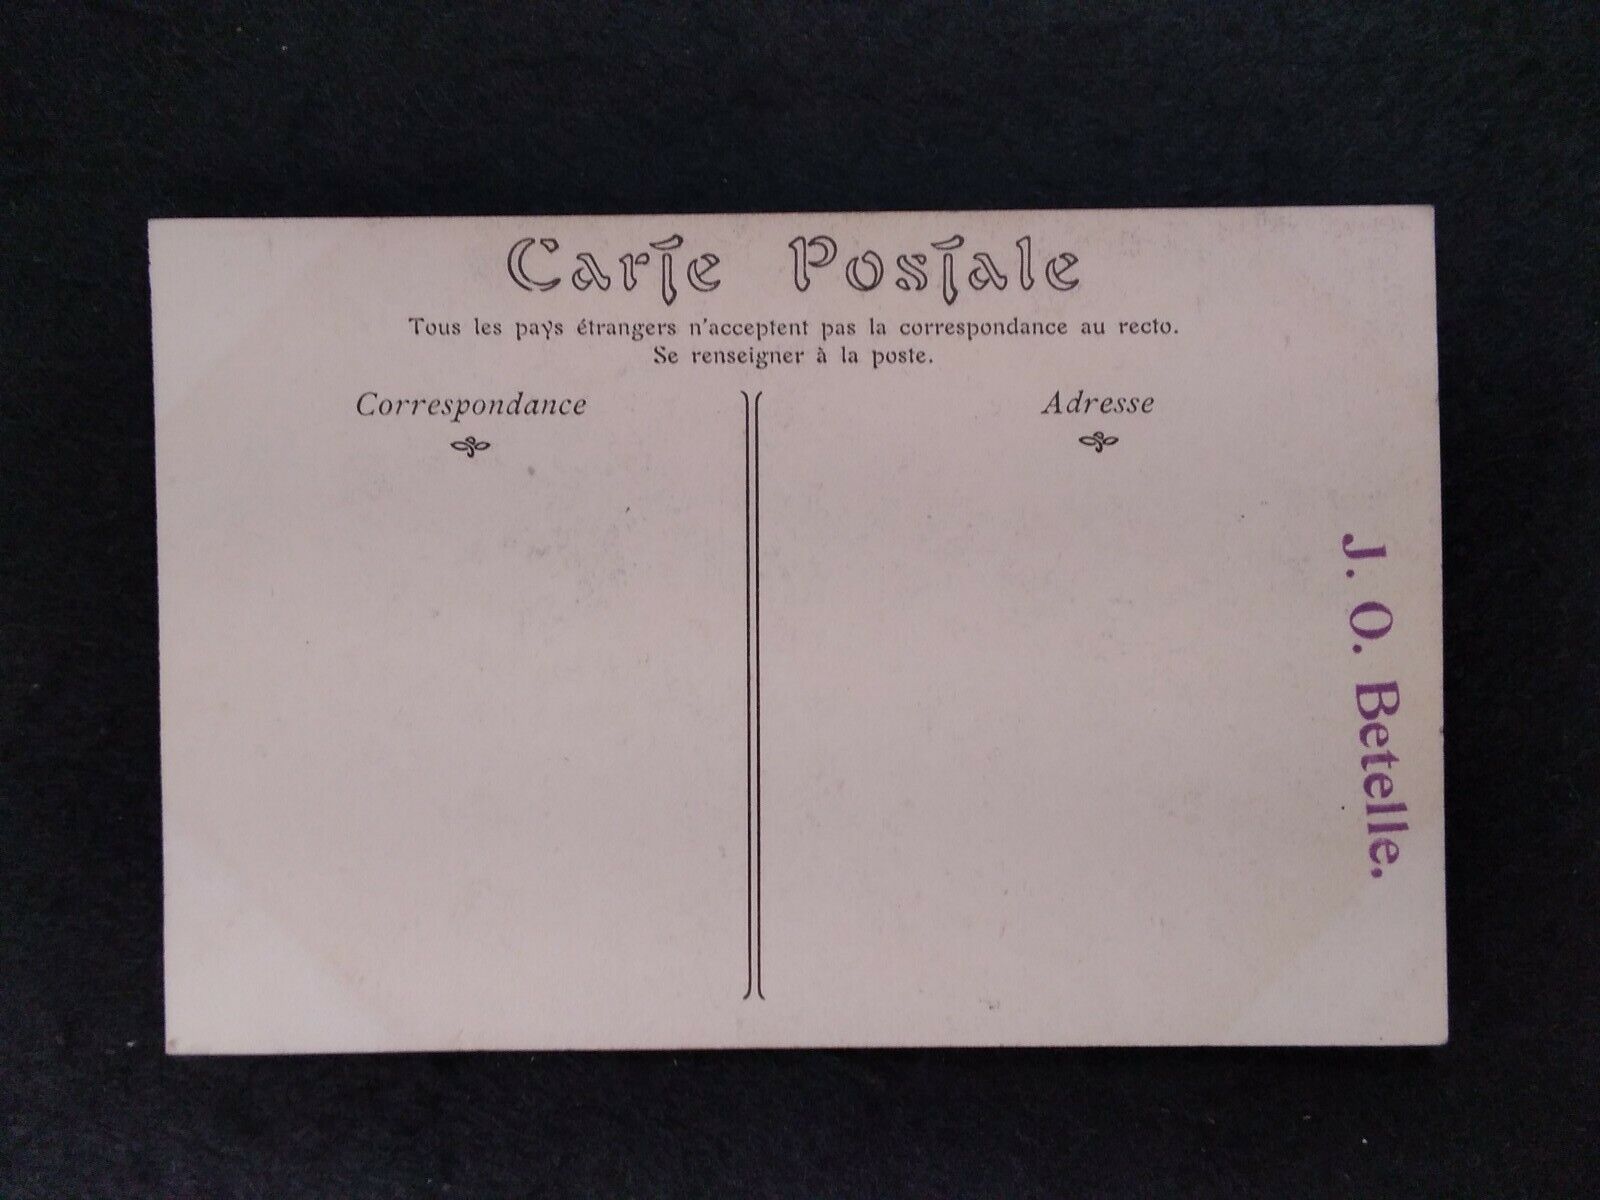 Carte Postale
Tous les pays étrangers n'acceptent pas la correspondance au recto.
Se renseigner à la poste.
Correspondance
Adresse
J. O. Betelle.